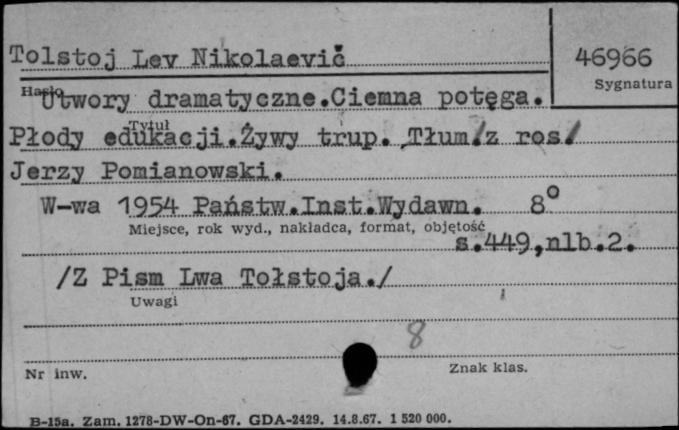 Tolstoj Lev Nikolaevič
46966
Sygnatura
Hasło
Utwory dramatyczne.Ciemna potęga.
Tytuł
Płody edukacji.Żywy trup. Tłum/z ros/
Jerzy Pomianowski.
W-wa 1954 Państw.Inst.Wydawn. 8°
Miejsce, rok wyd., nakładca, format, objętość
s.449,nlb.2.
/Z Pism Lwa Tołstoja./
Uwagi
8
Nr inw.
Znak klas.
B-15a. Zam. 1278-DW-On-67. GDA-2429. 14.8.67. 1 520 000.